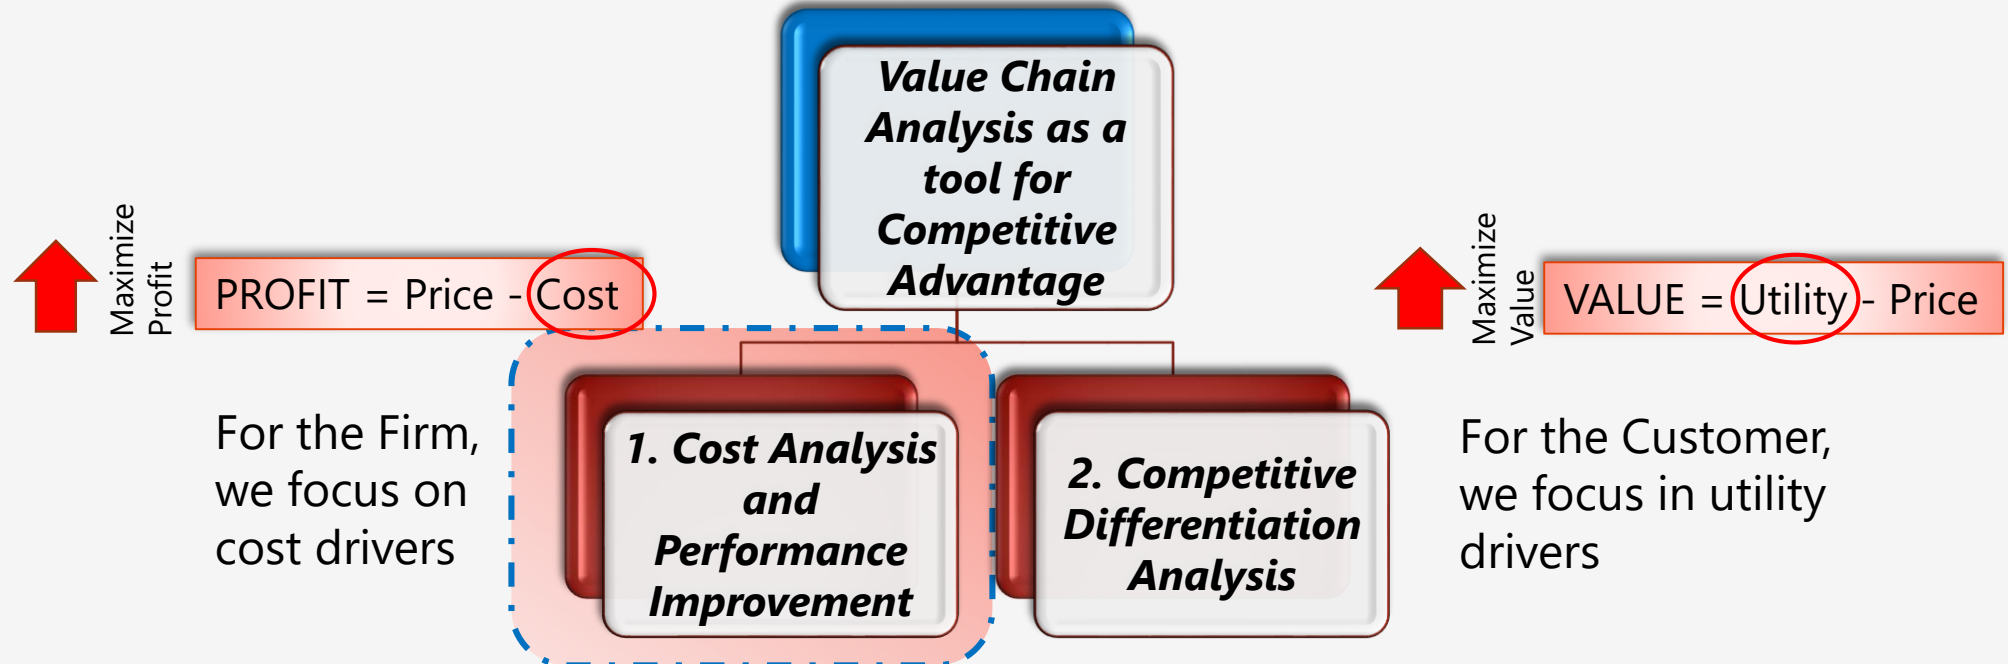 Value Chain
Analysis as a
tool for
Competitive
Advantage
Maximize
Profit
PROFIT = Price - Cost
Maximize
Value
VALUE = Utility - Price
For the Firm,
we focus on
cost drivers
1. Cost Analysis
and
Performance
Improvement
2. Competitive
Differentiation
Analysis
For the Customer,
we focus in utility
drivers